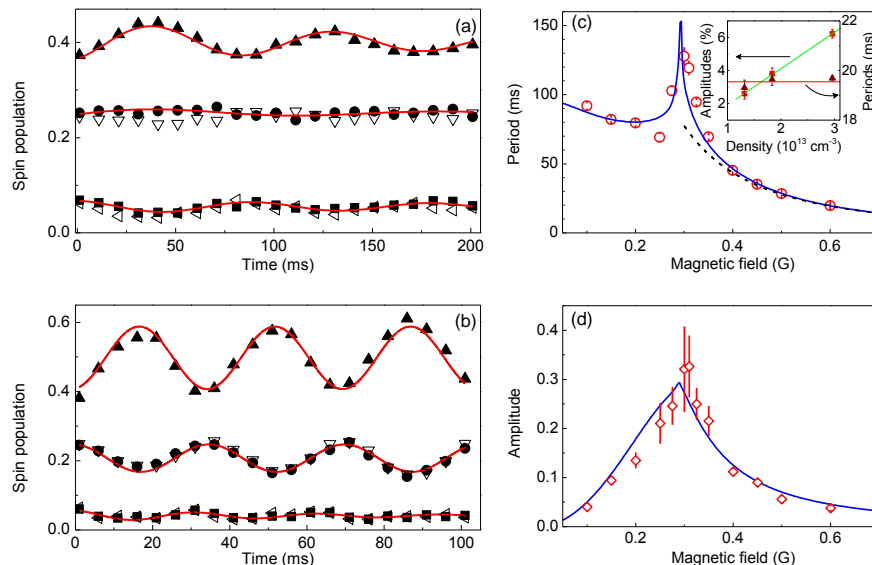 (a)
0.4
0.2
0.0
Spin population
0 50 100 150 200
Time (ms)
(b)
0.6
0.4
0.2
0.0
Spin population
0 20 40 60 80 100
Time (ms)
(c)
150
100
50
0
Period (ms)
0.2 0.4 0.6
Magnetic field (G)
Amplitudes (%)
6
4
2
22
20
18
Periods (ms)
1 2 3
Density (10¹³ cm⁻³)
(d)
0.4
0.3
0.2
0.1
0.0
Amplitude
0.2 0.4 0.6
Magnetic field (G)